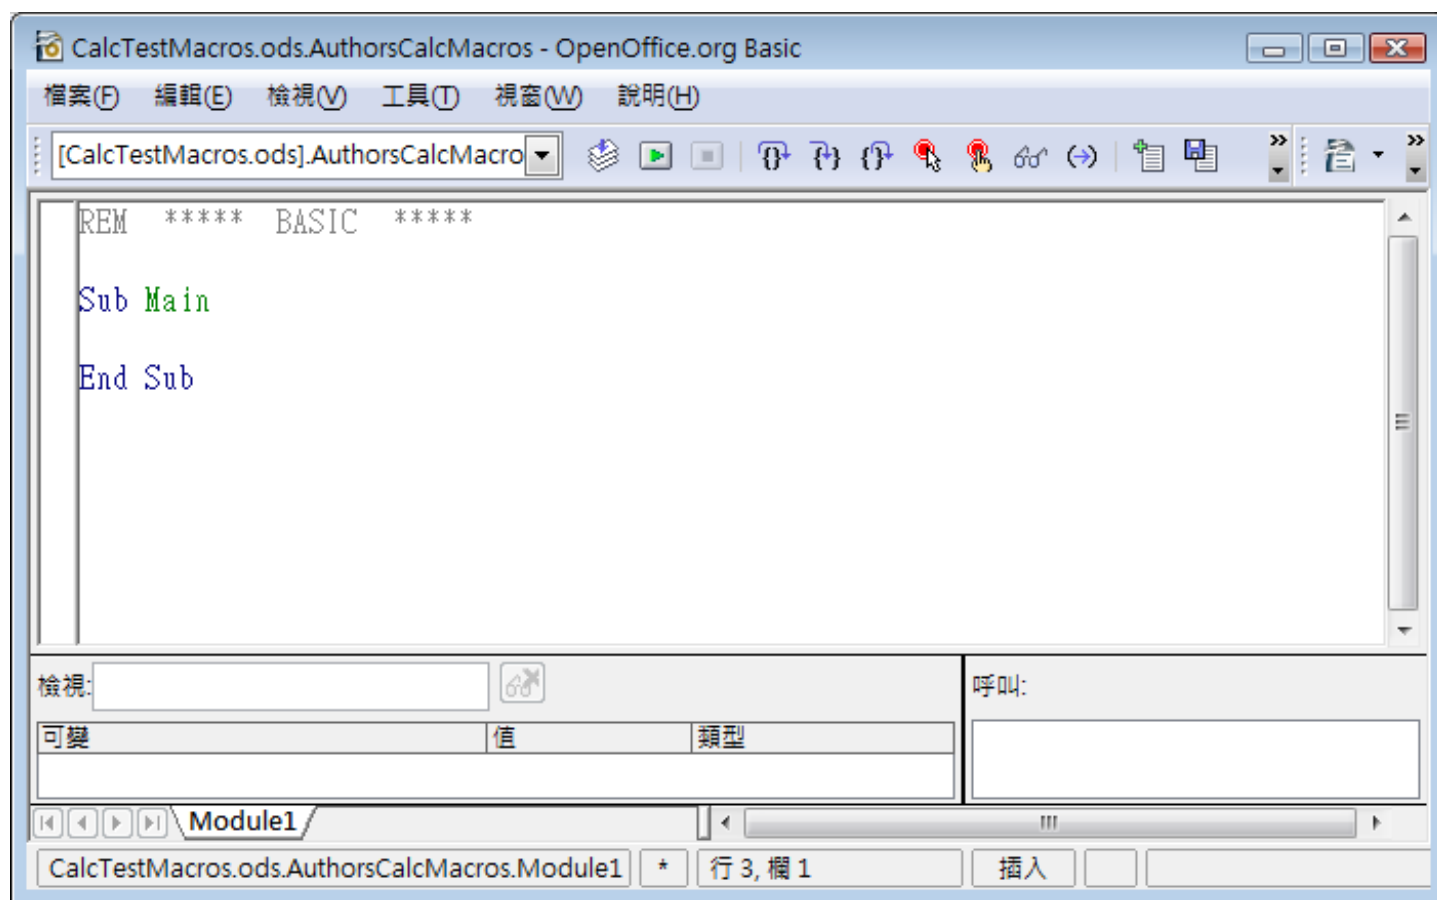 CalcTestMacros.ods.AuthorsCalcMacros - OpenOffice.org Basic
檔案(F) 編輯(E) 檢視(V) 工具(T) 視窗(W) 說明(H)
[CalcTestMacros.ods].AuthorsCalcMacro
REM ***** BASIC *****
Sub Main
End Sub
檢視:
呼叫:
可變 值 類型
Module1
CalcTestMacros.ods.AuthorsCalcMacros.Module1 * 行 3, 欄 1 插入